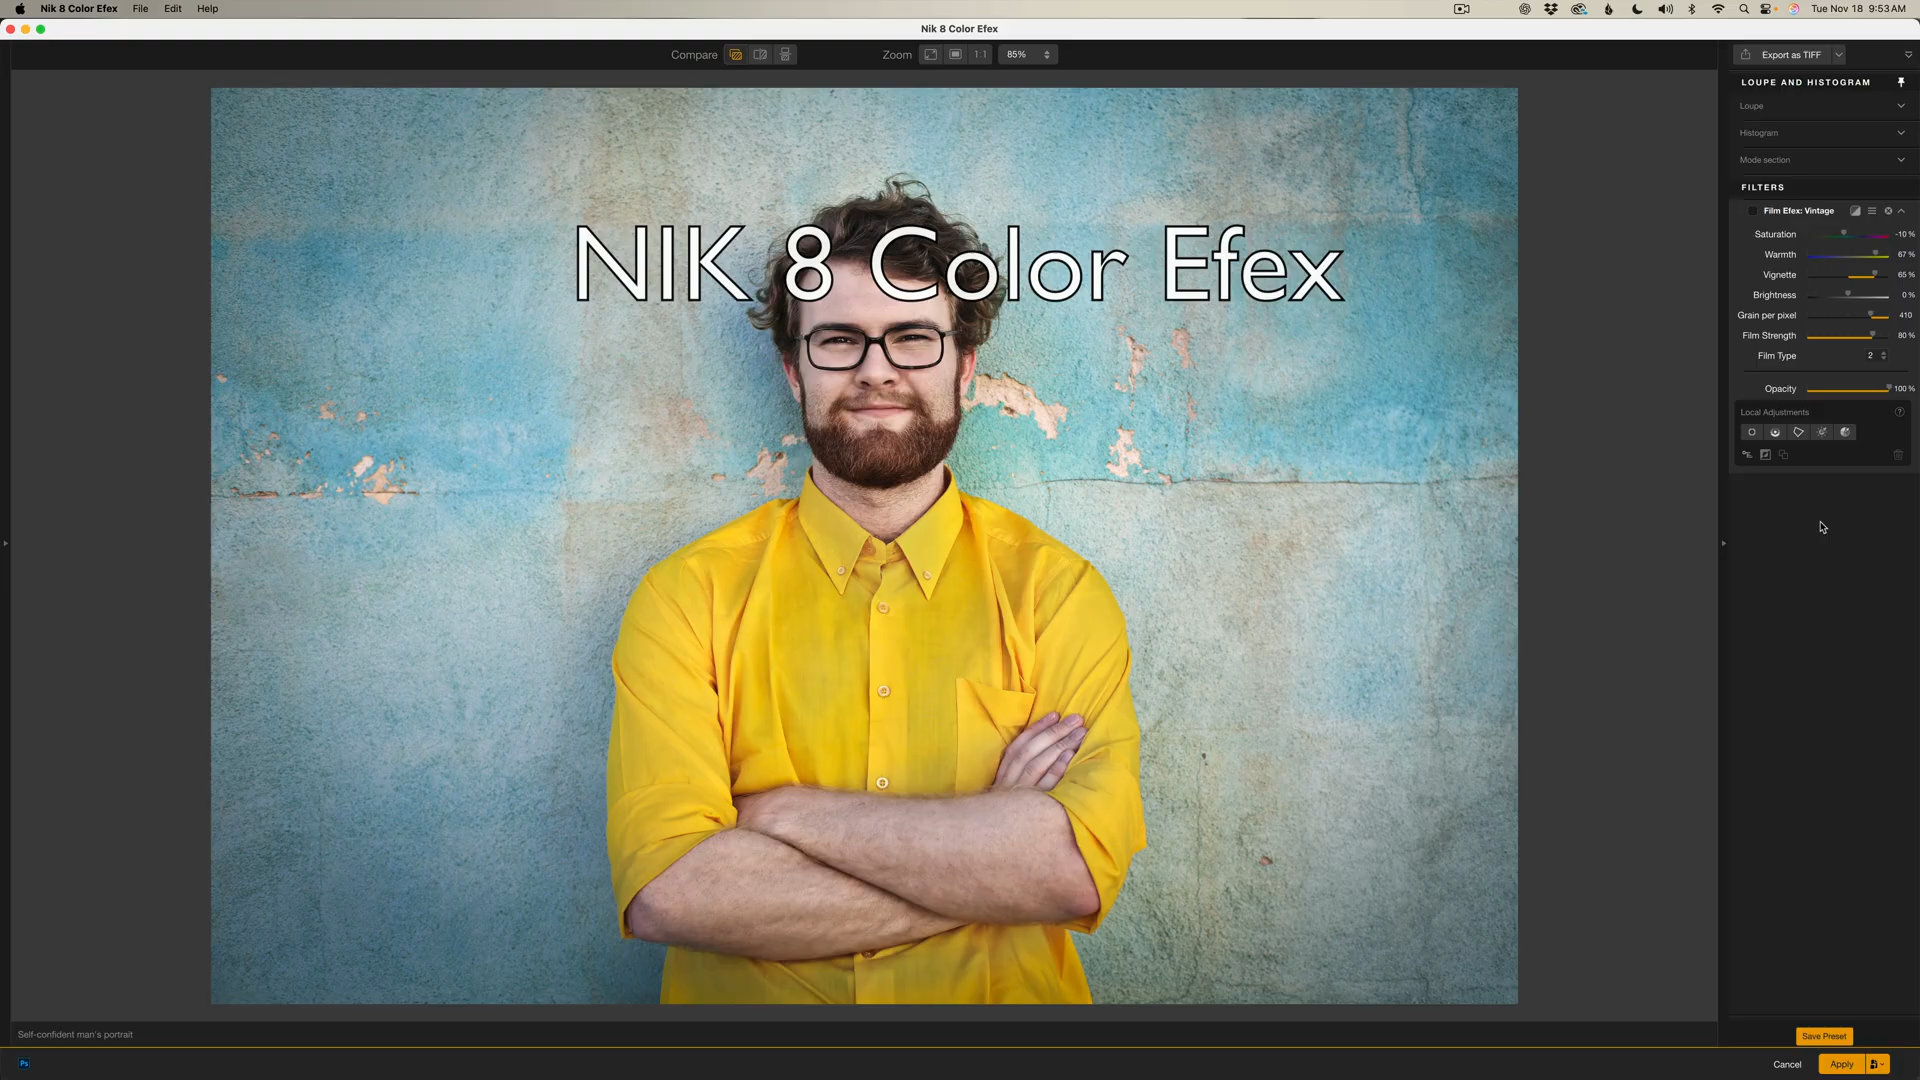 Nik 8 Color Efex File Edit Help Tue Nov 18 9:53 AM
Nik 8 Color Efex
Compare Zoom 1:1 85% Export as TIFF
LOUPE AND HISTOGRAM
Loupe
Histogram
Mode section
FILTERS
Film Efex: Vintage
Saturation -10 %
Warmth 67 %
Vignette 65 %
Brightness 0 %
Grain per pixel 410
Film Strength 80 %
Film Type 2
Opacity 100 %
Local Adjustments ?
NIK 8 Color Efex
Self-confident man's portrait
Save Preset
Ps Cancel Apply